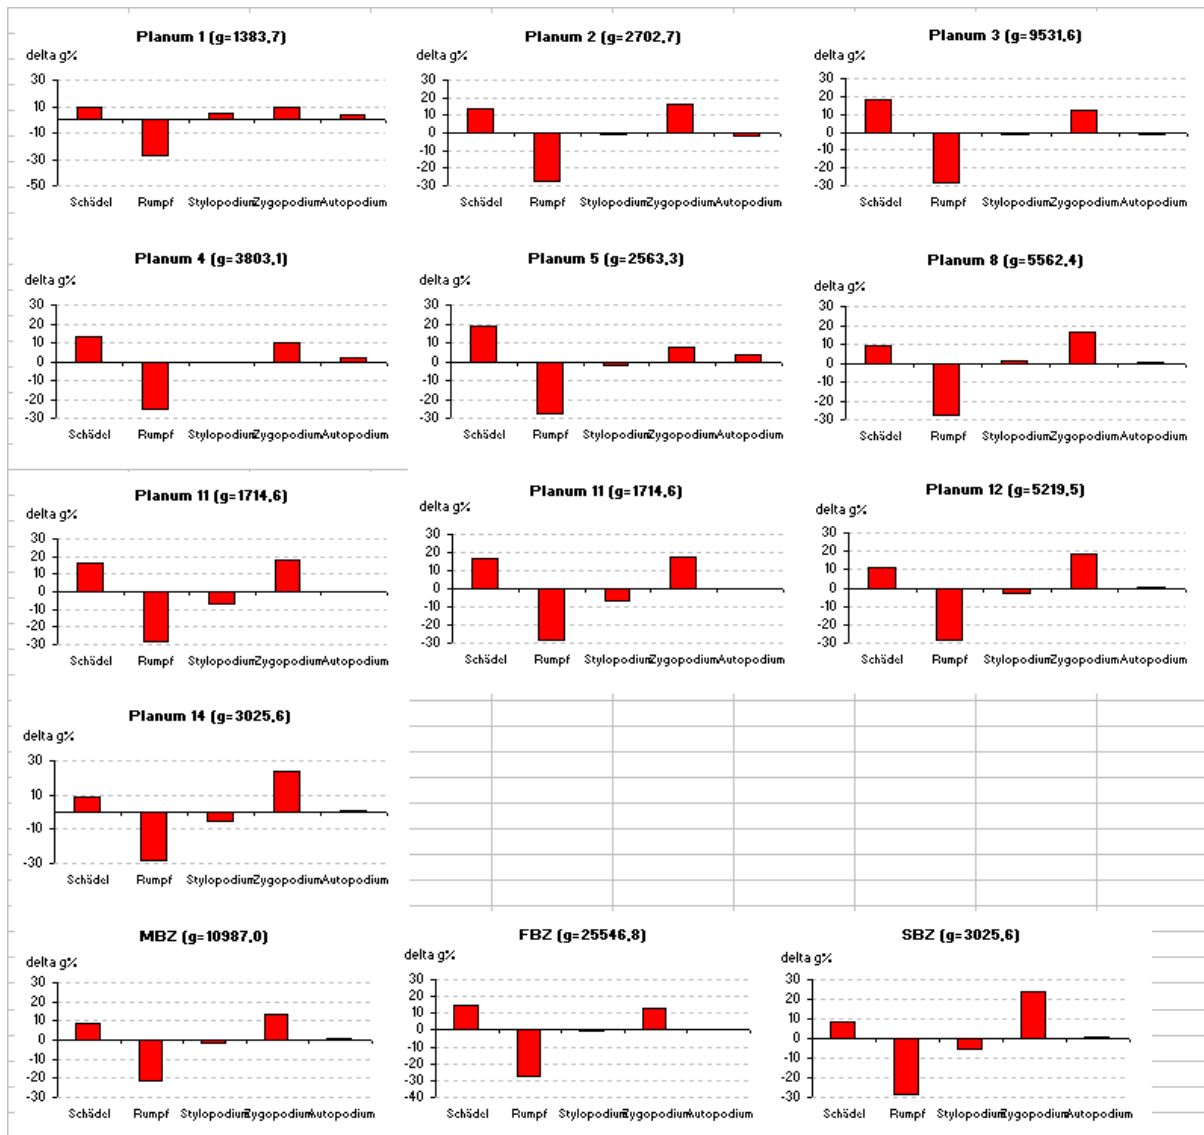 Planum 1 (g=1383,7)
delta g%
30
10
-10
-30
-50
Schädel Rumpf Stylopodium Zygopodium Autopodium
Planum 2 (g=2702,7)
delta g%
30
20
10
0
-10
-20
-30
Schädel Rumpf Stylopodium Zygopodium Autopodium
Planum 3 (g=9531,6)
delta g%
30
20
10
0
-10
-20
-30
Schädel Rumpf Stylopodium Zygopodium Autopodium
Planum 4 (g=3803,1)
delta g%
30
20
10
0
-10
-20
-30
Schädel Rumpf Stylopodium Zygopodium Autopodium
Planum 5 (g=2563,3)
delta g%
30
20
10
0
-10
-20
-30
Schädel Rumpf Stylopodium Zygopodium Autopodium
Planum 8 (g=5562,4)
delta g%
30
20
10
0
-10
-20
-30
Schädel Rumpf Stylopodium Zygopodium Autopodium
Planum 11 (g=1714,6)
delta g%
30
20
10
0
-10
-20
-30
Schädel Rumpf Stylopodium Zygopodium Autopodium
Planum 11 (g=1714,6)
delta g%
30
20
10
0
-10
-20
-30
Schädel Rumpf Stylopodium Zygopodium Autopodium
Planum 12 (g=5219,5)
delta g%
30
20
10
0
-10
-20
-30
Schädel Rumpf Stylopodium Zygopodium Autopodium
Planum 14 (g=3025,6)
delta g%
30
10
-10
-30
Schädel Rumpf Stylopodium Zygopodium Autopodium
MBZ (g=10987,0)
delta g%
30
20
10
0
-10
-20
-30
Schädel Rumpf Stylopodium Zygopodium Autopodium
FBZ (g=25546,8)
delta g%
30
20
10
0
-10
-20
-30
-40
Schädel Rumpf Stylopodium Zygopodium Autopodium
SBZ (g=3025,6)
delta g%
30
20
10
0
-10
-20
-30
Schädel Rumpf Stylopodium Zygopodium Autopodium